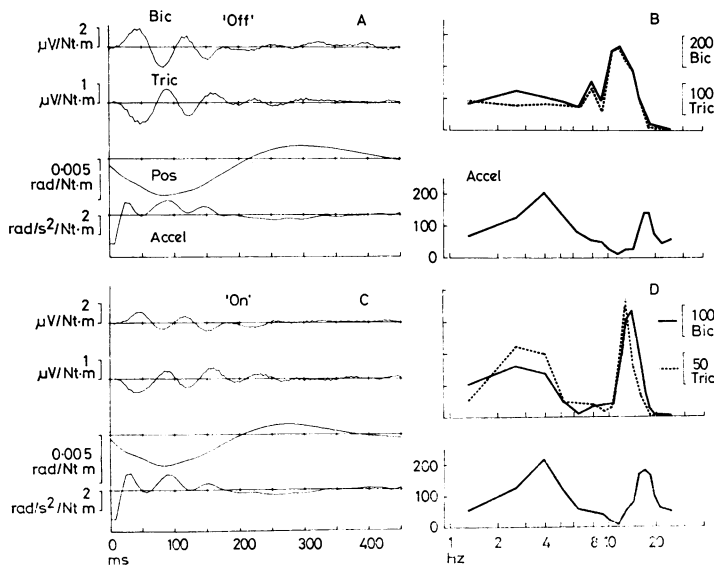 Bic 'Off' A
2
µV/Nt·m
Tric
1
µV/Nt·m
Pos
0·005
rad/Nt·m
2
rad/s²/Nt·m
Accel
B
200
Bic
100
Tric
Accel
200
100
0
'On' C
2
µV/Nt·m
1
µV/Nt·m
0·005
rad/Nt m
2
rad/s²/Nt·m
0 100 200 300 400
ms
D
100
Bic
50
Tric
200
100
0
1 2 4 8 10 20
hz